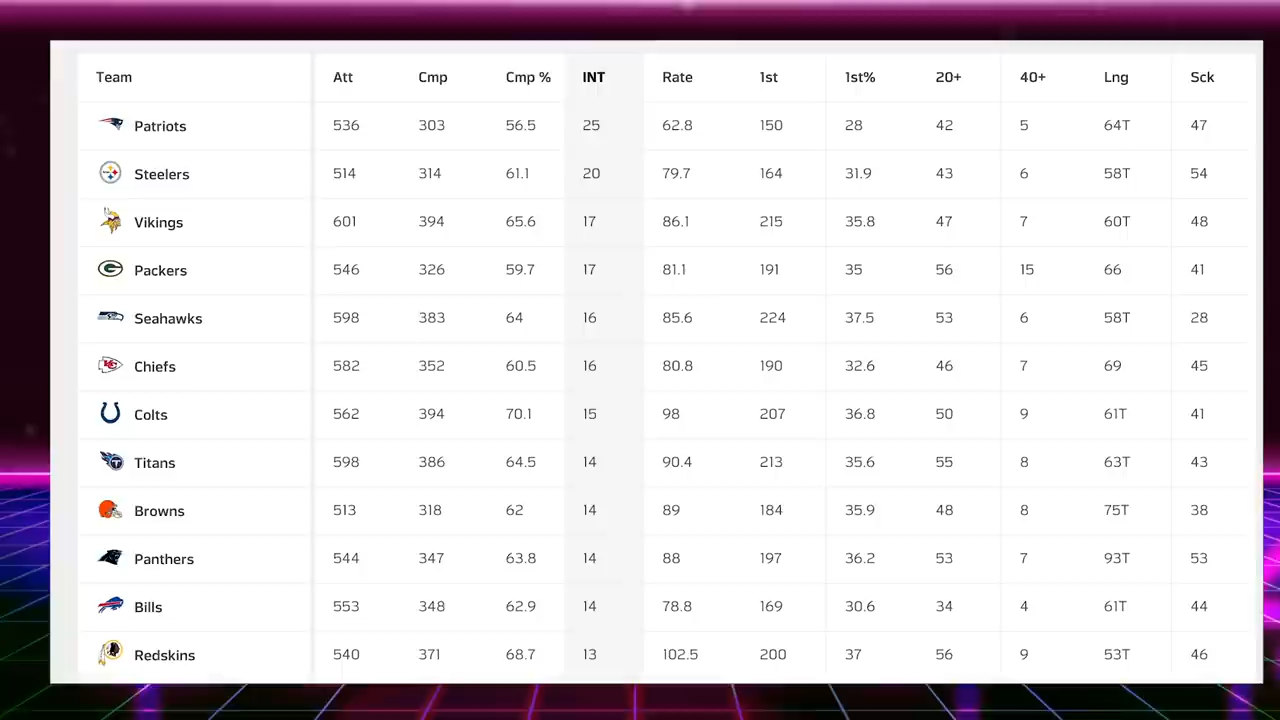 Team Att Cmp Cmp % INT Rate 1st 1st% 20+ 40+ Lng Sck
Patriots 536 303 56.5 25 62.8 150 28 42 5 64T 47
Steelers 514 314 61.1 20 79.7 164 31.9 43 6 58T 54
Vikings 601 394 65.6 17 86.1 215 35.8 47 7 60T 48
Packers 546 326 59.7 17 81.1 191 35 56 15 66 41
Seahawks 598 383 64 16 85.6 224 37.5 53 6 58T 28
Chiefs 582 352 60.5 16 80.8 190 32.6 46 7 69 45
Colts 562 394 70.1 15 98 207 36.8 50 9 61T 41
Titans 598 386 64.5 14 90.4 213 35.6 55 8 63T 43
Browns 513 318 62 14 89 184 35.9 48 8 75T 38
Panthers 544 347 63.8 14 88 197 36.2 53 7 93T 53
Bills 553 348 62.9 14 78.8 169 30.6 34 4 61T 44
Redskins 540 371 68.7 13 102.5 200 37 56 9 53T 46